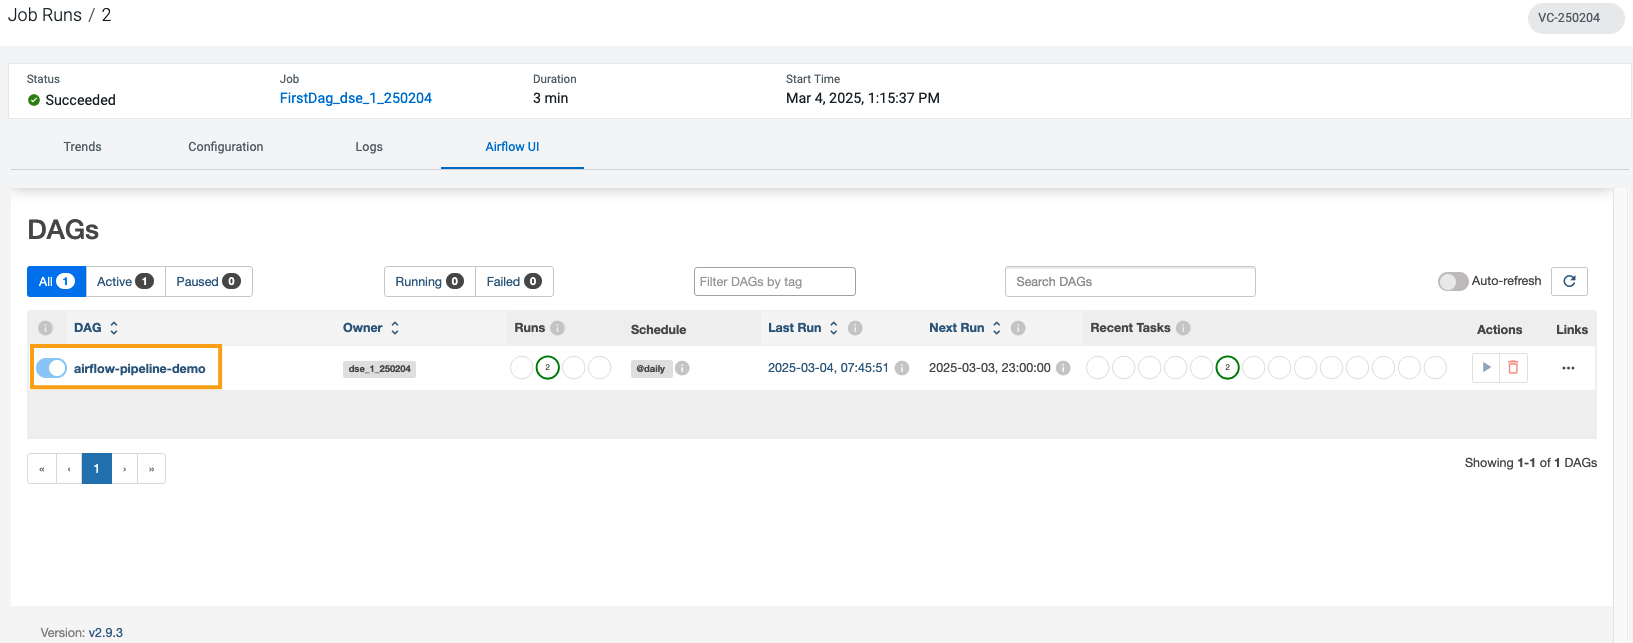 Job Runs / 2
VC-250204
Status Job Duration Start Time
Succeeded FirstDag_dse_1_250204 3 min Mar 4, 2025, 1:15:37 PM
Trends Configuration Logs Airflow UI
DAGs
All 1 Active 1 Paused 0 Running 0 Failed 0 Filter DAGs by tag Search DAGs Auto-refresh
i DAG Owner Runs i Schedule Last Run i Next Run i Recent Tasks i Actions Links
airflow-pipeline-demo dse_1_250204 2 @daily i 2025-03-04, 07:45:51 i 2025-03-03, 23:00:00 i 2 ...
« ‹ 1 › » Showing 1-1 of 1 DAGs
Version: v2.9.3